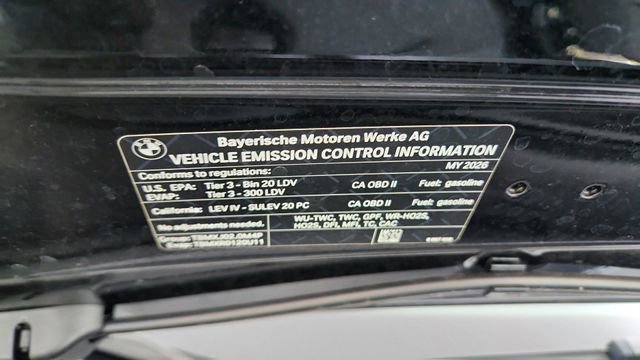 Bayerische Motoren Werke AG
VEHICLE EMISSION CONTROL INFORMATION
Conforms to regulations: MY 2026
U.S. EPA: Tier 3 - Bin 20 LDV CA OBD II Fuel: gasoline
EVAP: Tier 3 - 300 LDV
California: LEV IV - SULEV 20 PC CA OBD II Fuel: gasoline
No adjustments needed. WU-TWC, TWC, GPF, WR-HO2S,
HO2S, DFI, MFI, TC, CAC
Group: